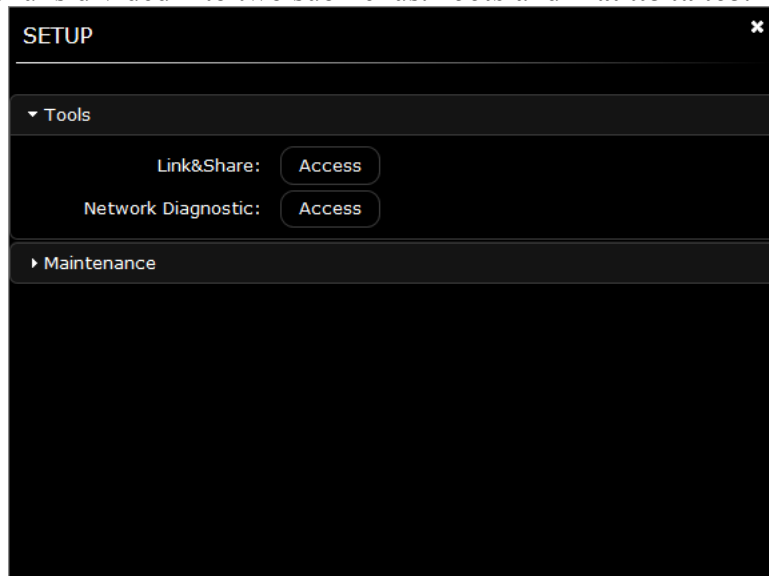 SETUP
Tools
Link&Share: Access
Network Diagnostic: Access
Maintenance